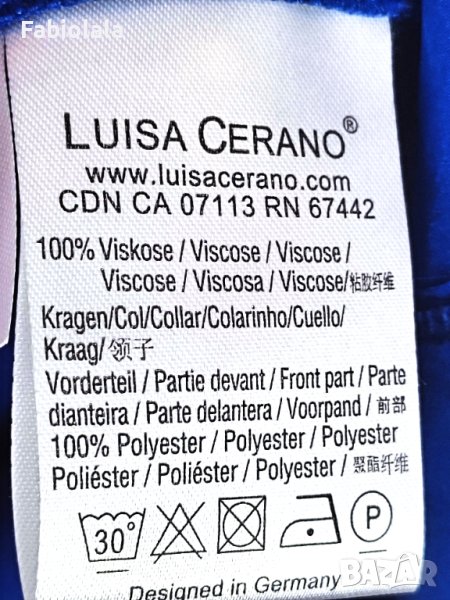 Fabiolala
LUISA CERANO®
www.luisacerano.com
CDN CA 07113 RN 67442
100% Viskose / Viscose / Viscose /
Viscose / Viscosa / Viscose/粘胶纤维
Kragen/Col/Collar/Colarinho/Cuello/
Kraag/领子
Vorderteil / Partie devant / Front part / Parte
dianteira / Parte delantera / Voorpand / 前部
100% Polyester / Polyester / Polyester
Poliéster / Poliéster / Polyester / 聚酯纤维
30° P
Designed in Germany
BAZAR